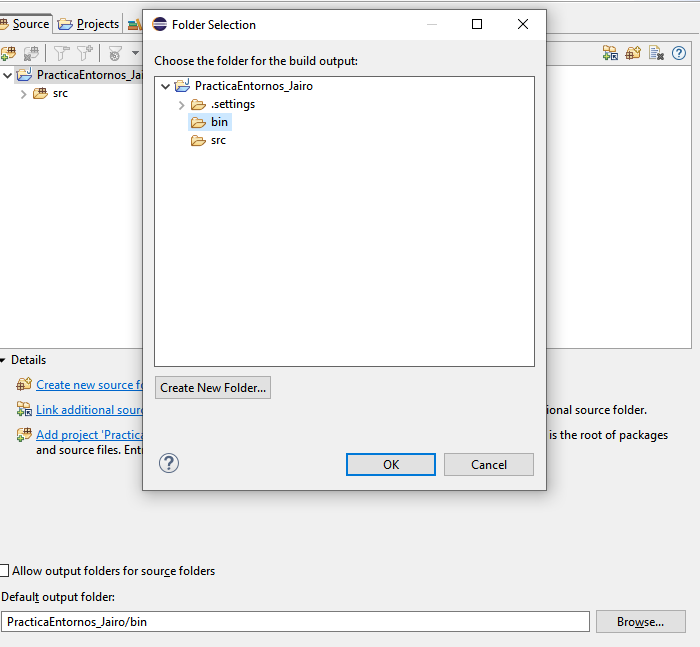 Source
Projects
PracticaEntornos_Jai
src
Folder Selection
Choose the folder for the build output:
PracticaEntornos_Jairo
.settings
bin
src
Create New Folder...
OK
Cancel
Details
Create new source fo
Link additional sour
ional source folder.
Add project 'Practica
is the root of packages
and source files. Ent
Allow output folders for source folders
Default output folder:
PracticaEntornos_Jairo/bin
Browse...